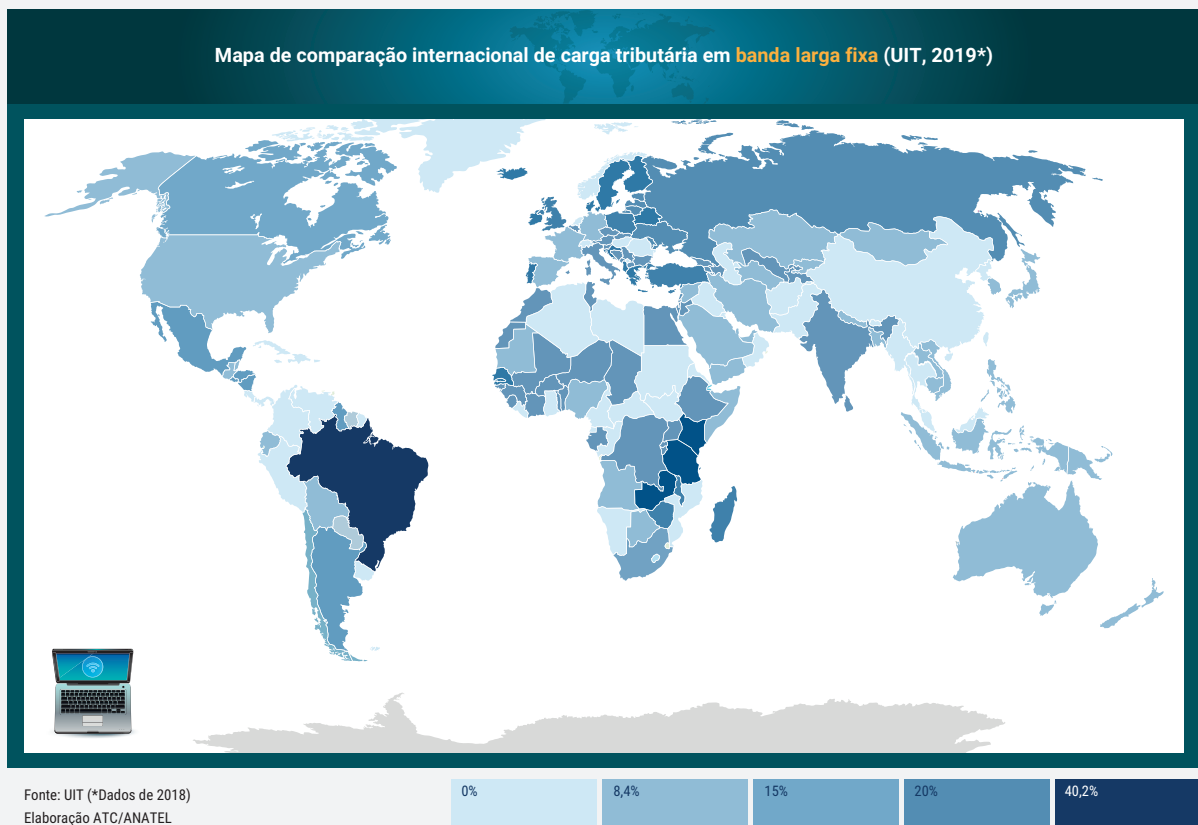 Mapa de comparação internacional de carga tributária em banda larga fixa (UIT, 2019*)
Fonte: UIT (*Dados de 2018)
Elaboração ATC/ANATEL
0%
8,4%
15%
20%
40,2%